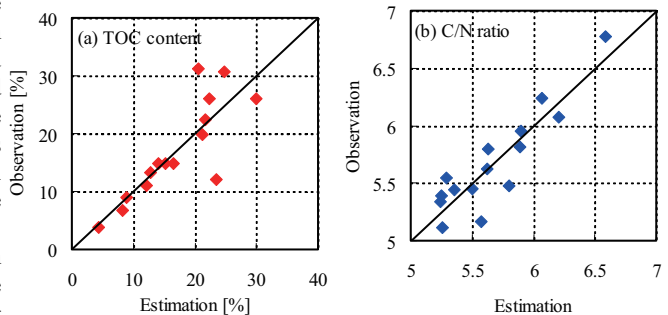 40
(a) TOC content
30
20
10
0
0 10 20 30 40
Observation [%]
Estimation [%]
7
(b) C/N ratio
6.5
6
5.5
5
5 5.5 6 6.5 7
Observation
Estimation